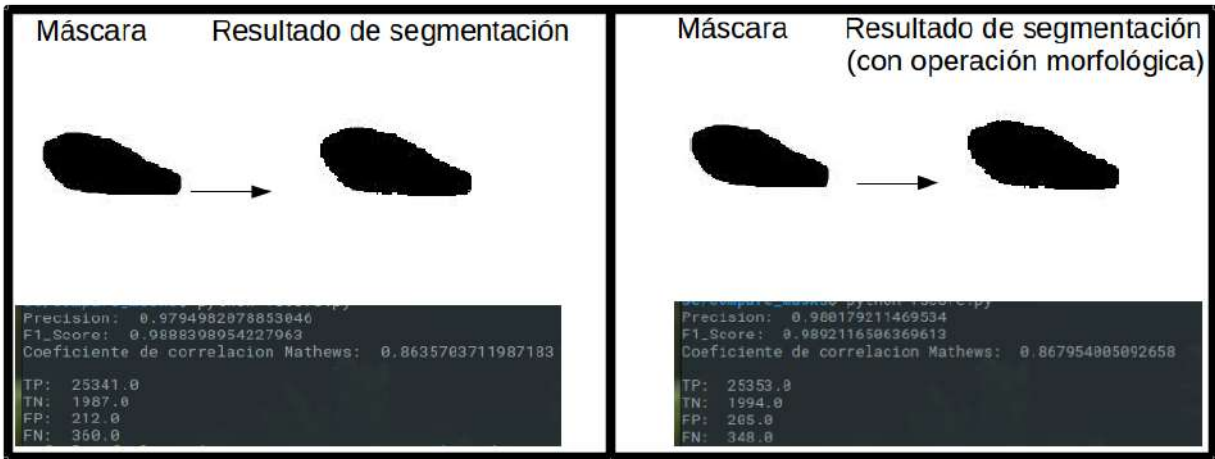 Máscara Resultado de segmentación
Precision: 0.9794982078853046
F1_Score: 0.9888398954227963
Coeficiente de correlacion Mathews: 0.8635703711987183
TP: 25341.0
TN: 1987.0
FP: 212.0
FN: 360.0
Máscara Resultado de segmentación
(con operación morfológica)
Precision: 0.980179211469534
F1_Score: 0.9892116506369613
Coeficiente de correlacion Mathews: 0.867954005092658
TP: 25353.0
TN: 1994.0
FP: 205.0
FN: 348.0